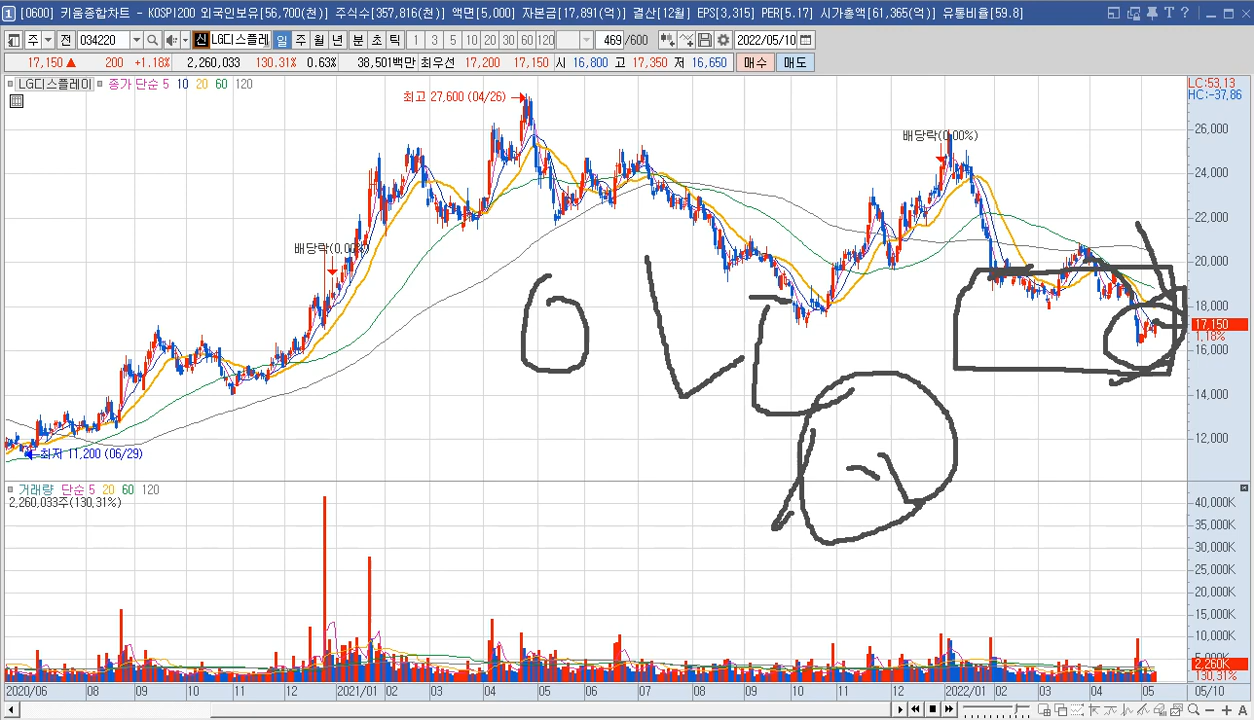 [0600] 키움종합차트 - KOSPI200 외국인보유[56,700(천)] 주식수[357,816(천)] 액면[5,000] 자본금[17,891(억)] 결산[12월] EPS[3,315] PER[5.17] 시가총액[61,365(억)] 유통비율[59.8]
주 전 034220 신 LG디스플레 일 주 월 년 분 초 틱 1 3 5 10 20 30 60 120 469 /600 2022/05/10
17,150 ▲ 200 +1.18% 2,260,033 130.31% 0.63% 38,501백만 최우선 17,200 17,150 시 16,800 고 17,350 저 16,650 매수 매도
LG디스플레이 종가 단순 5 10 20 60 120
LC:53,13
HC:-37,86
최고 27,600 (04/26)
배당락(0.00%)
26,000
24,000
22,000
배당락(0.00%)
20,000
18,000
17,150
1,18%
16,000
14,000
12,000
최저 11,200 (06/29)
거래량 단순 5 20 60 120
2,260,033주(130.31%)
40,000K
35,000K
30,000K
25,000K
20,000K
15,000K
10,000K
5,000K
2,260K
130,31%
2020/06 08 09 10 11 12 2021/01 02 03 04 05 06 07 08 09 10 11 12 2022/01 02 03 04 05 05/10